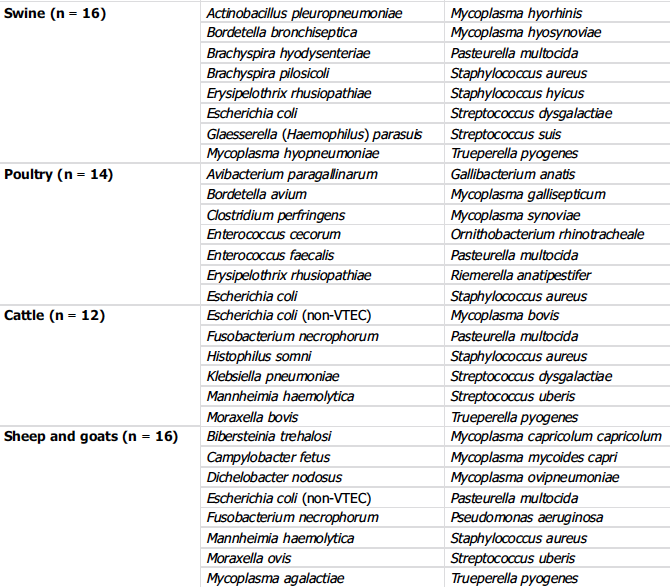 Swine (n = 16) Actinobacillus pleuropneumoniae Mycoplasma hyorhinis
Bordetella bronchiseptica Mycoplasma hyosynoviae
Brachyspira hyodysenteriae Pasteurella multocida
Brachyspira pilosicoli Staphylococcus aureus
Erysipelothrix rhusiopathiae Staphylococcus hyicus
Escherichia coli Streptococcus dysgalactiae
Glaesserella (Haemophilus) parasuis Streptococcus suis
Mycoplasma hyopneumoniae Trueperella pyogenes
Poultry (n = 14) Avibacterium paragallinarum Gallibacterium anatis
Bordetella avium Mycoplasma gallisepticum
Clostridium perfringens Mycoplasma synoviae
Enterococcus cecorum Ornithobacterium rhinotracheale
Enterococcus faecalis Pasteurella multocida
Erysipelothrix rhusiopathiae Riemerella anatipestifer
Escherichia coli Staphylococcus aureus
Cattle (n = 12) Escherichia coli (non-VTEC) Mycoplasma bovis
Fusobacterium necrophorum Pasteurella multocida
Histophilus somni Staphylococcus aureus
Klebsiella pneumoniae Streptococcus dysgalactiae
Mannheimia haemolytica Streptococcus uberis
Moraxella bovis Trueperella pyogenes
Sheep and goats (n = 16) Bibersteinia trehalosi Mycoplasma capricolum capricolum
Campylobacter fetus Mycoplasma mycoides capri
Dichelobacter nodosus Mycoplasma ovipneumoniae
Escherichia coli (non-VTEC) Pasteurella multocida
Fusobacterium necrophorum Pseudomonas aeruginosa
Mannheimia haemolytica Staphylococcus aureus
Moraxella ovis Streptococcus uberis
Mycoplasma agalactiae Trueperella pyogenes